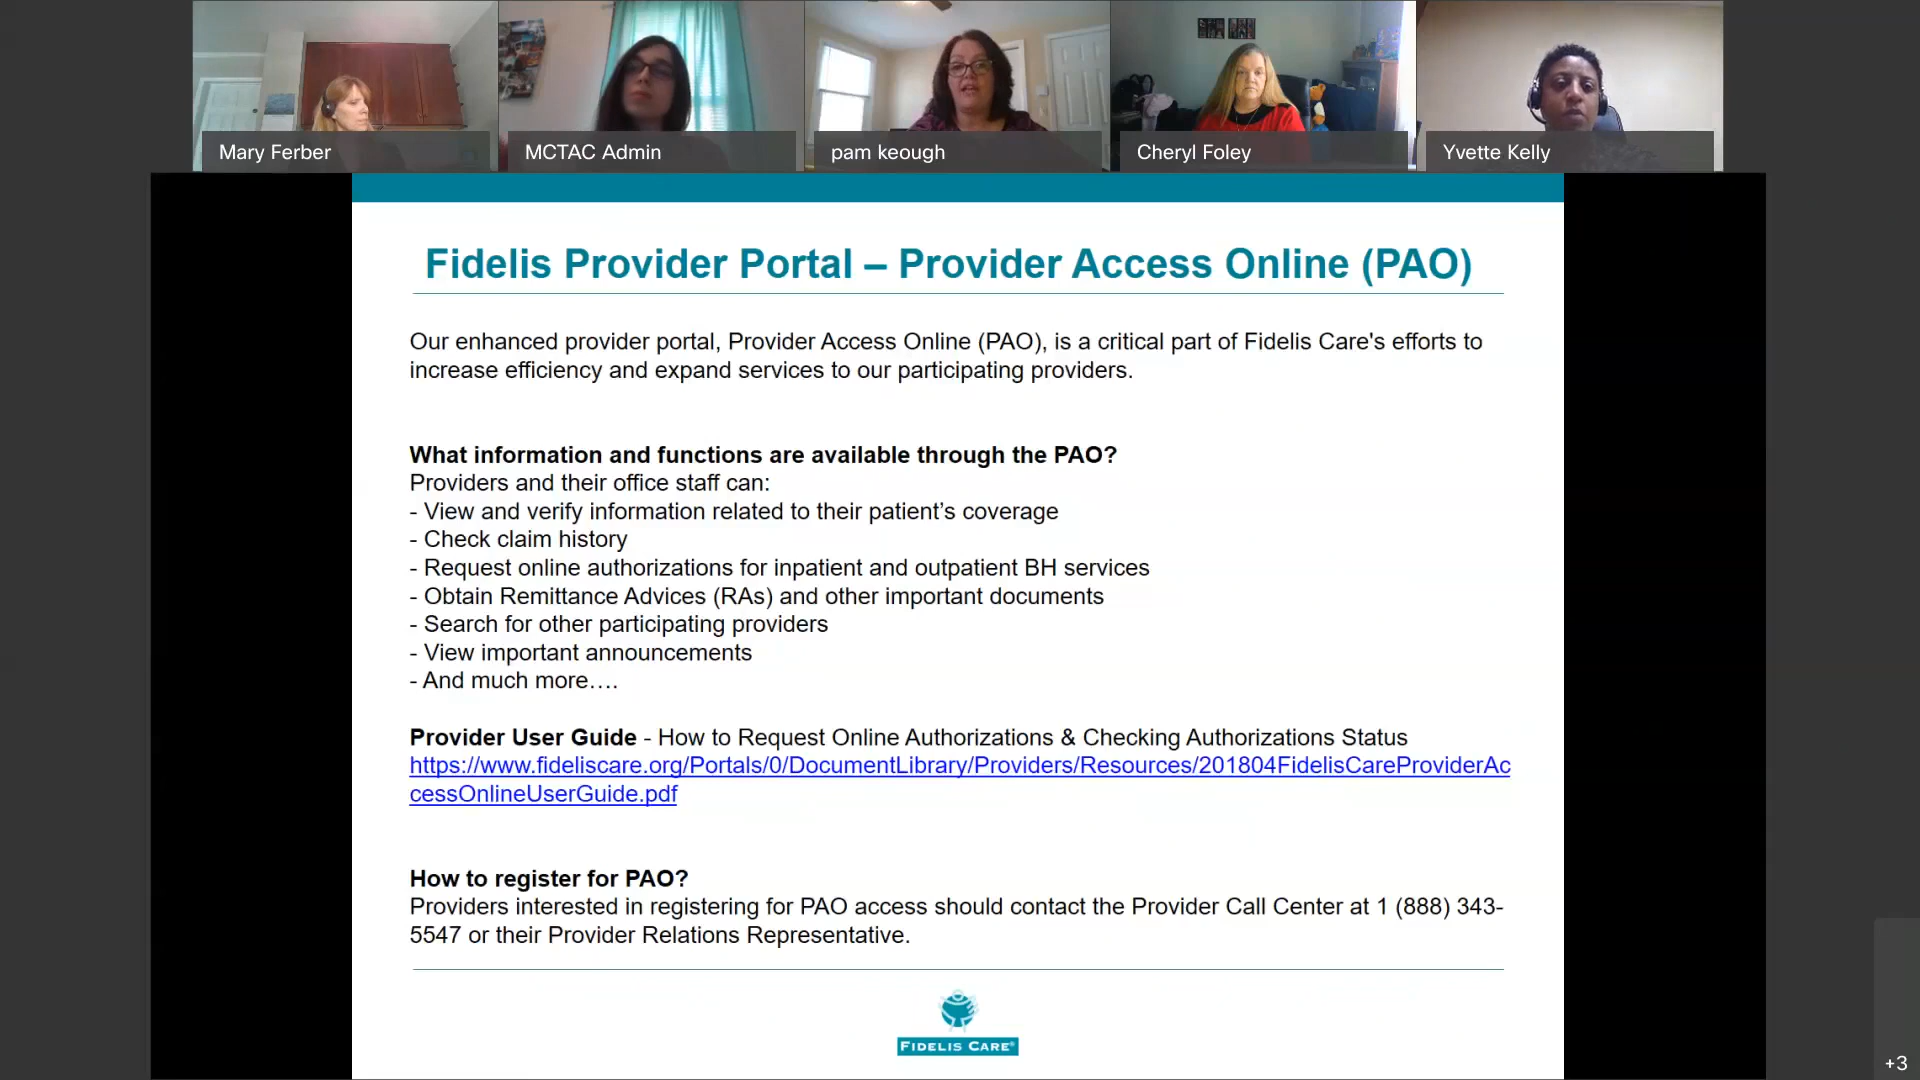 Mary Ferber
MCTAC Admin
pam keough
Cheryl Foley
Yvette Kelly
Fidelis Provider Portal – Provider Access Online (PAO)
Our enhanced provider portal, Provider Access Online (PAO), is a critical part of Fidelis Care's efforts to
increase efficiency and expand services to our participating providers.
What information and functions are available through the PAO?
Providers and their office staff can:
- View and verify information related to their patient’s coverage
- Check claim history
- Request online authorizations for inpatient and outpatient BH services
- Obtain Remittance Advices (RAs) and other important documents
- Search for other participating providers
- View important announcements
- And much more….
Provider User Guide - How to Request Online Authorizations & Checking Authorizations Status
https://www.fideliscare.org/Portals/0/DocumentLibrary/Providers/Resources/201804FidelisCareProviderAc
cessOnlineUserGuide.pdf
How to register for PAO?
Providers interested in registering for PAO access should contact the Provider Call Center at 1 (888) 343-
5547 or their Provider Relations Representative.
FIDELIS CARE®
+3